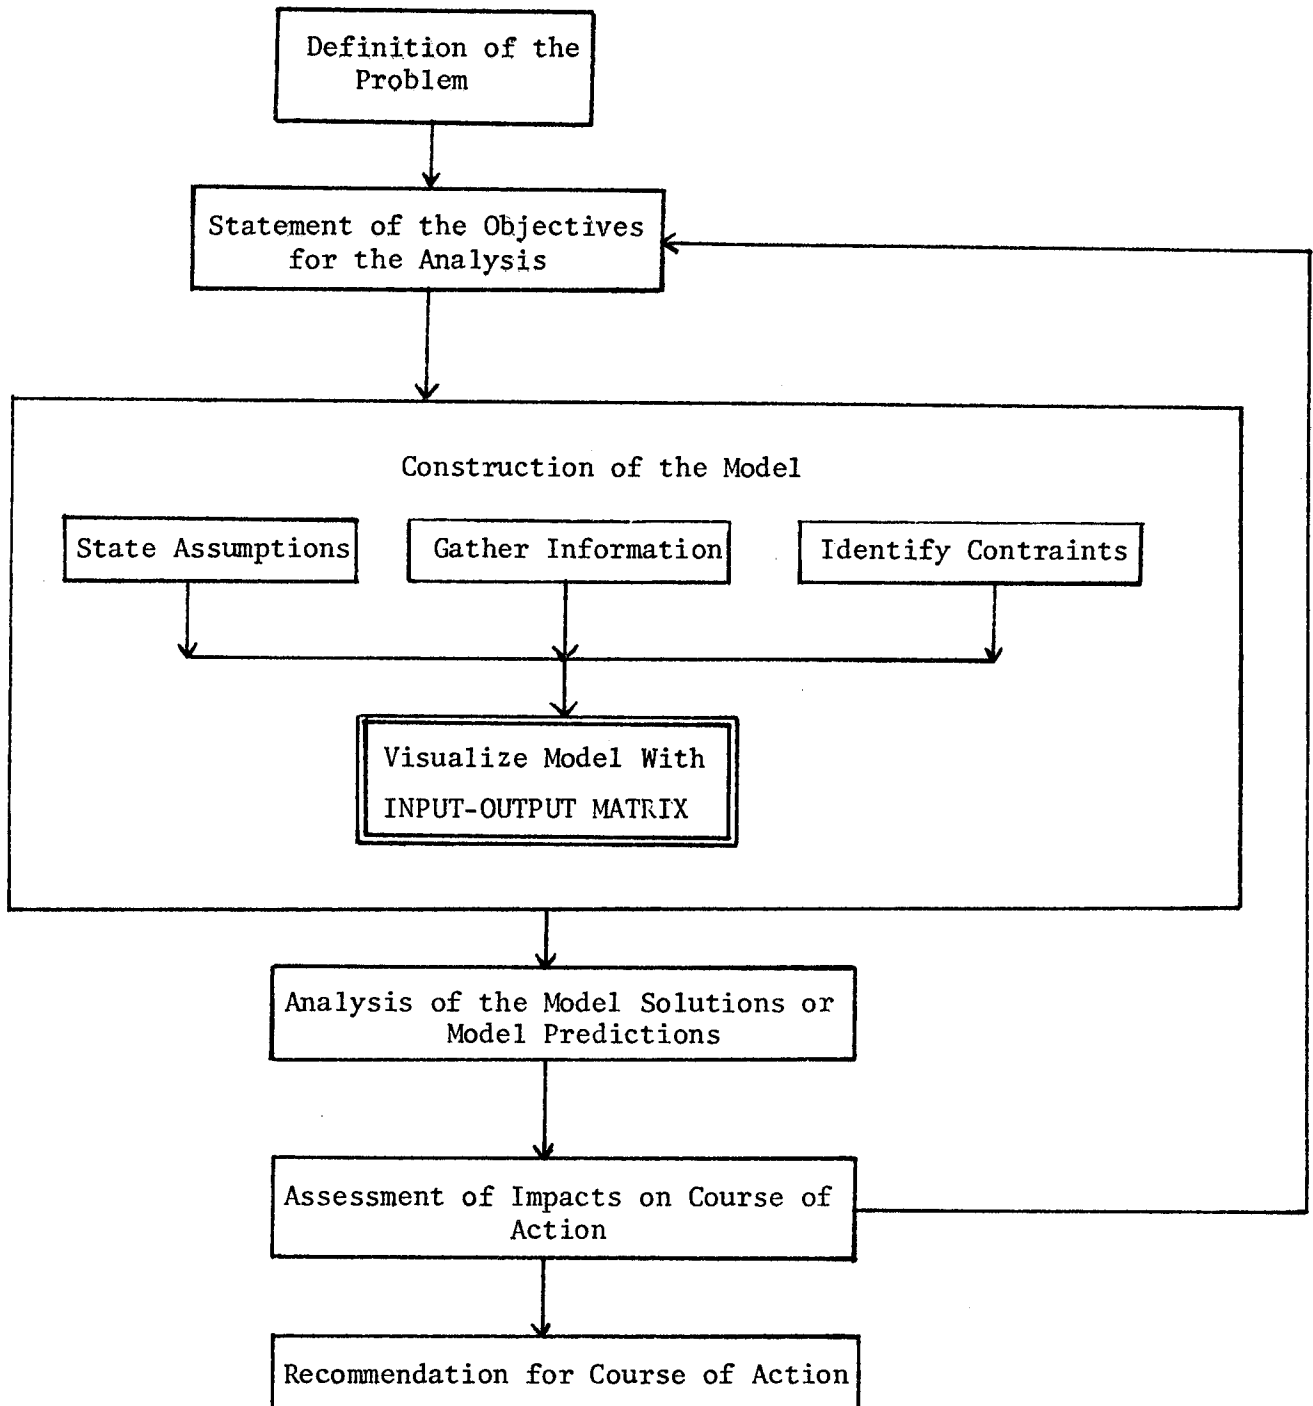 Definition of the
Problem
Statement of the Objectives
for the Analysis
Construction of the Model
State Assumptions
Gather Information
Identify Contraints
Visualize Model With
INPUT-OUTPUT MATRIX
Analysis of the Model Solutions or
Model Predictions
Assessment of Impacts on Course of
Action
Recommendation for Course of Action